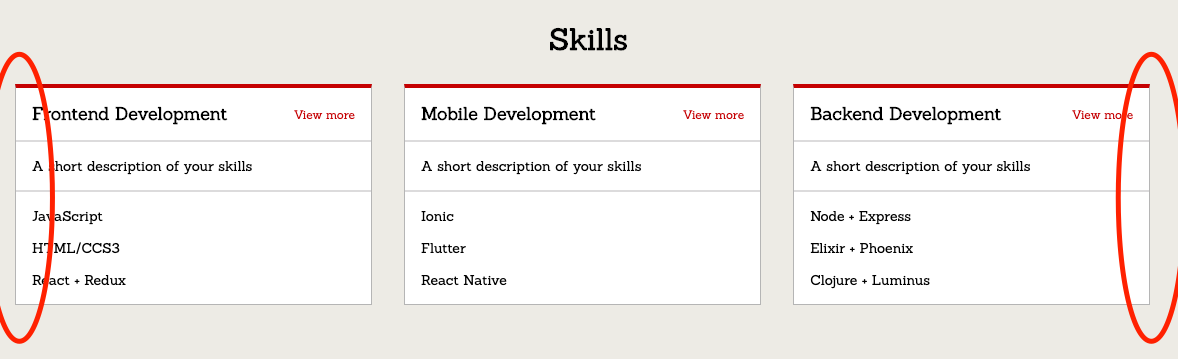 Skills
Frontend Development View more
A short description of your skills
JavaScript
HTML/CCS3
React + Redux
Mobile Development View more
A short description of your skills
Ionic
Flutter
React Native
Backend Development View more
A short description of your skills
Node + Express
Elixir + Phoenix
Clojure + Luminus